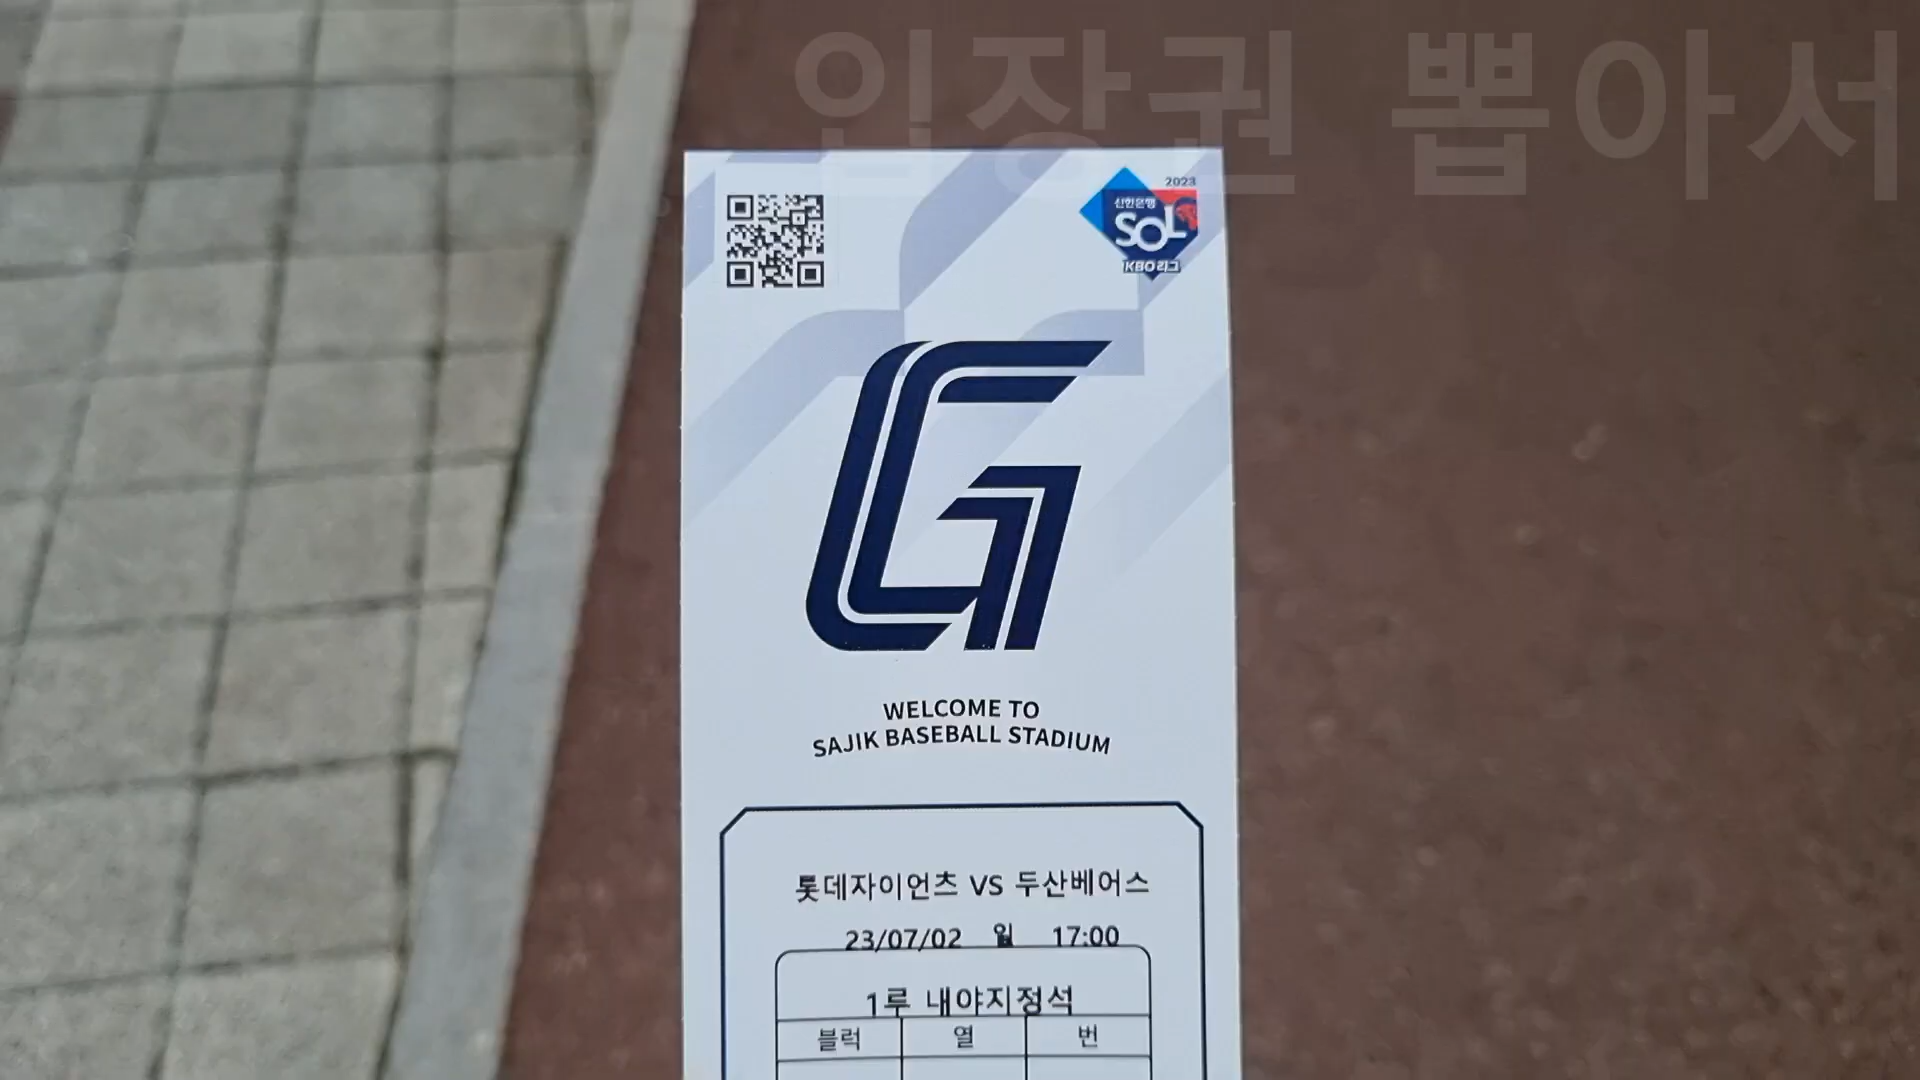 입장권 뽑아서
2023
신한은행
SOL
KBO리그
WELCOME TO
SAJIK BASEBALL STADIUM
롯데자이언츠 VS 두산베어스
23/07/02 일 17:00
1루 내야지정석
블럭 열 번